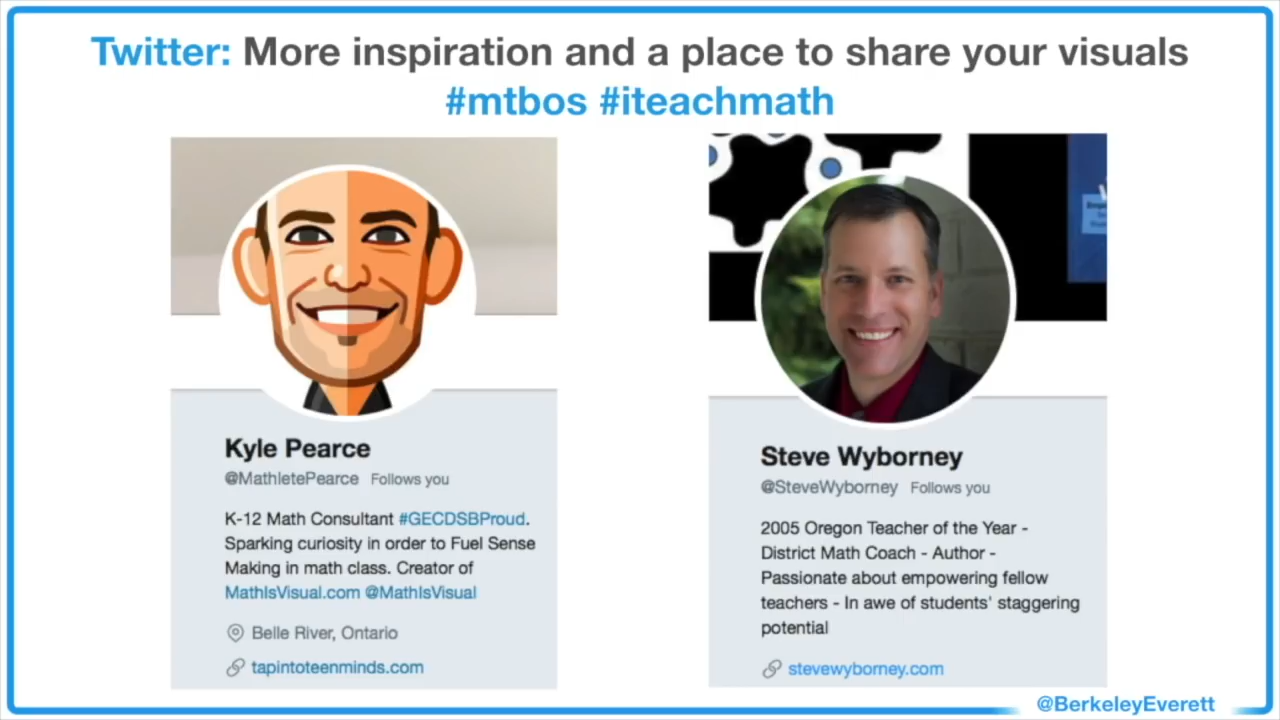 Twitter: More inspiration and a place to share your visuals
#mtbos #iteachmath
Kyle Pearce
@MathletePearce Follows you
K-12 Math Consultant #GECDSBProud.
Sparking curiosity in order to Fuel Sense
Making in math class. Creator of
MathIsVisual.com @MathIsVisual
Belle River, Ontario
tapintoteenminds.com
Steve Wyborney
@SteveWyborney Follows you
2005 Oregon Teacher of the Year -
District Math Coach - Author -
Passionate about empowering fellow
teachers - In awe of students' staggering
potential
stevewyborney.com
@BerkeleyEverett